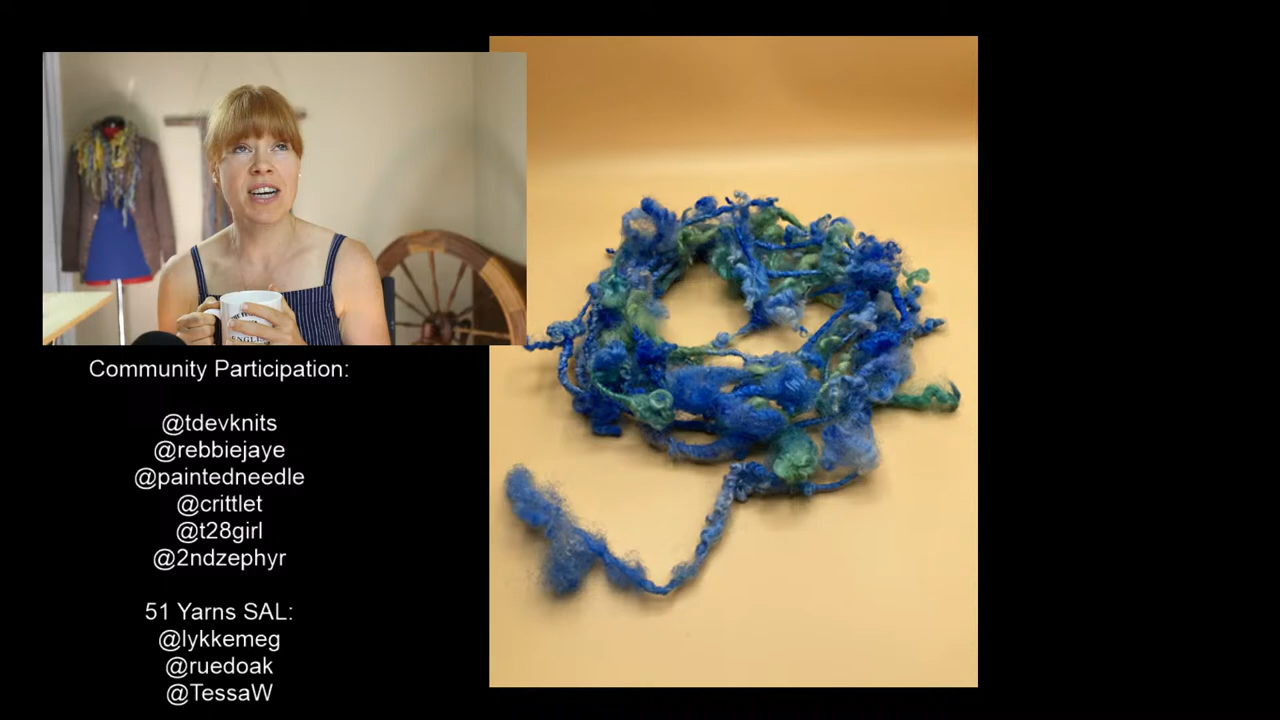 Community Participation:
@tdevknits
@rebbiejaye
@paintedneedle
@crittlet
@t28girl
@2ndzephyr
51 Yarns SAL:
@lykkemeg
@ruedoak
@TessaW